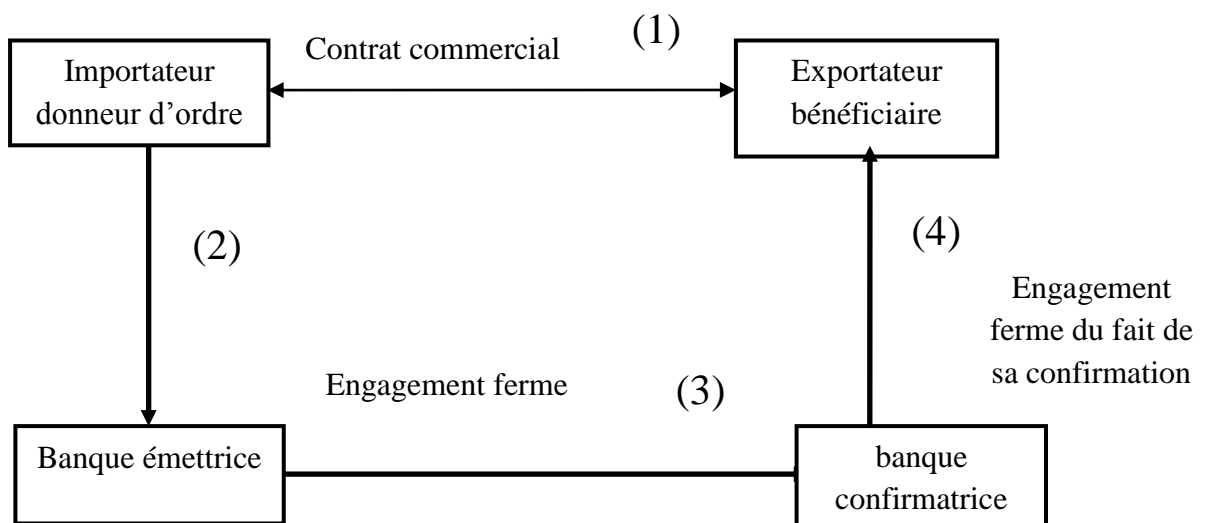 (1)
Contrat commercial
Importateur
donneur d’ordre
Exportateur
bénéficiaire
(2)
(4)
Engagement
ferme du fait de
sa confirmation
Engagement ferme
(3)
Banque émettrice
banque
confirmatrice